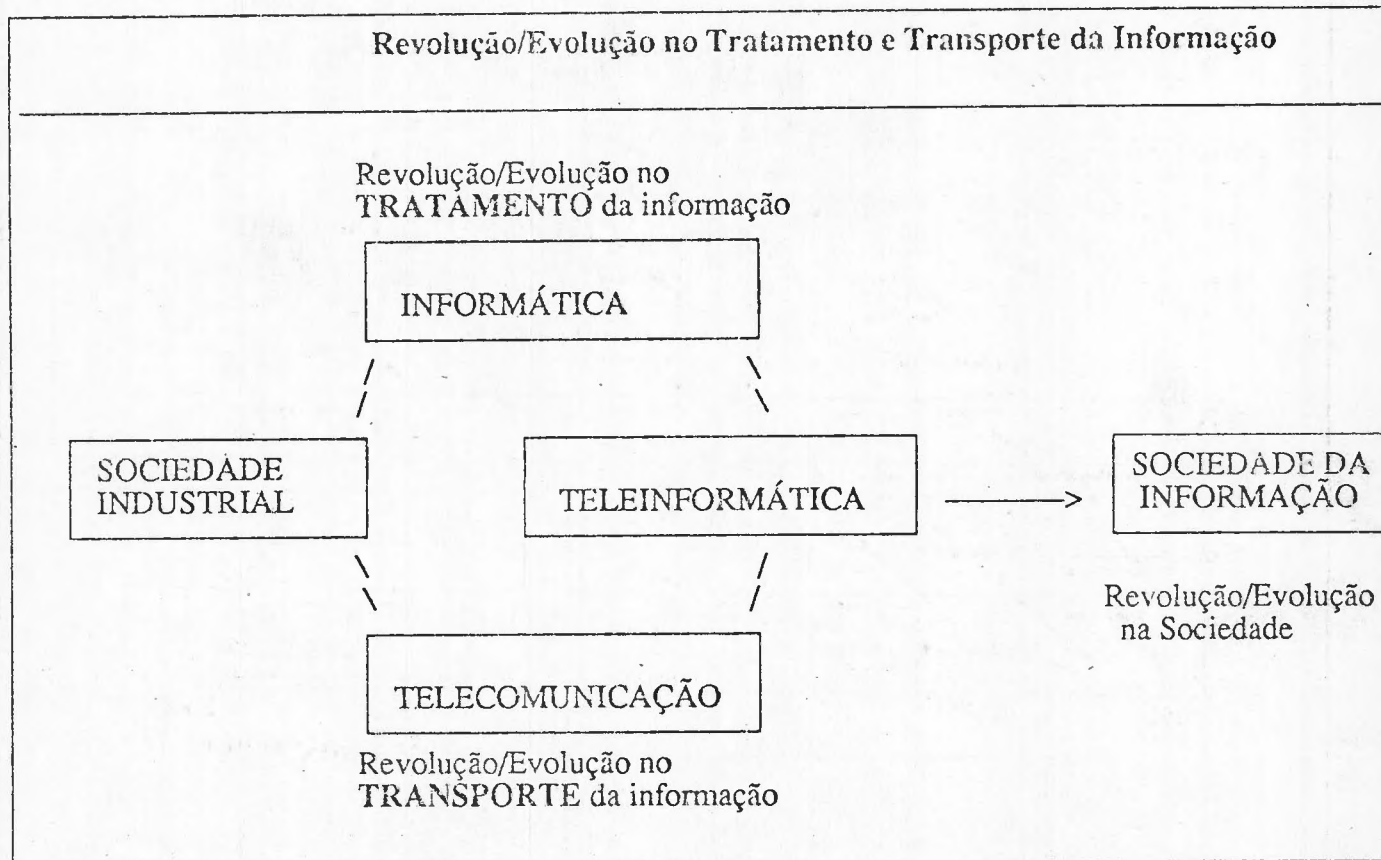 Revolução/Evolução no Tratamento e Transporte da Informação
Revolução/Evolução no
TRATAMENTO da informação
INFORMÁTICA
SOCIEDADE
INDUSTRIAL
TELEINFORMÁTICA
SOCIEDADE DA
INFORMAÇÃO
Revolução/Evolução
na Sociedade
TELECOMUNICAÇÃO
Revolução/Evolução no
TRANSPORTE da informação